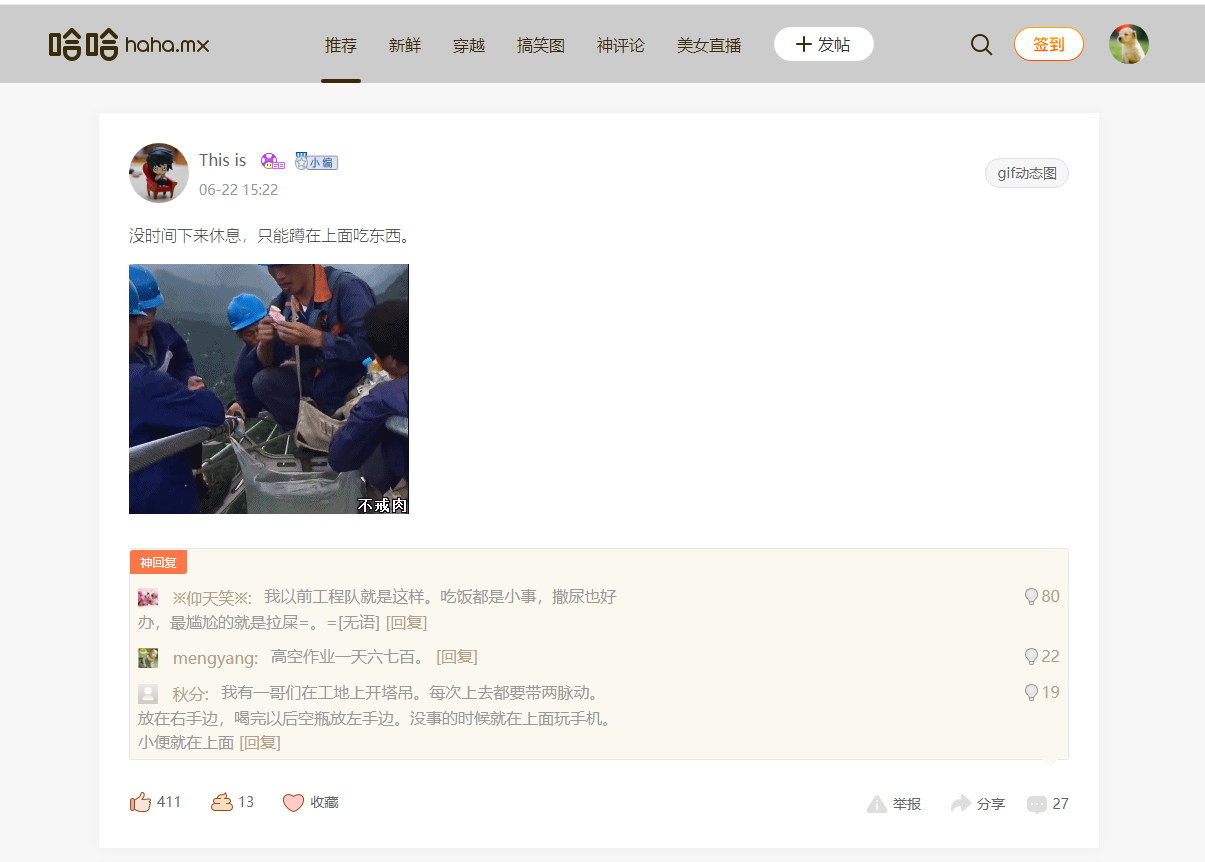 哈哈 haha.mx
推荐 新鲜 穿越 搞笑图 神评论 美女直播 发帖 签到
This is 小编
06-22 15:22
gif动态图
没时间下来休息，只能蹲在上面吃东西。
不戒肉
神回复
※仰天笑※: 我以前工程队就是这样。吃饭都是小事，撒尿也好 80
办，最尴尬的就是拉屎=。=[无语] [回复]
mengyang: 高空作业一天六七百。 [回复] 22
秋分: 我有一哥们在工地上开塔吊。每次上去都要带两脉动。 19
放在右手边，喝完以后空瓶放左手边。没事的时候就在上面玩手机。
小便就在上面 [回复]
411 13 收藏 举报 分享 27